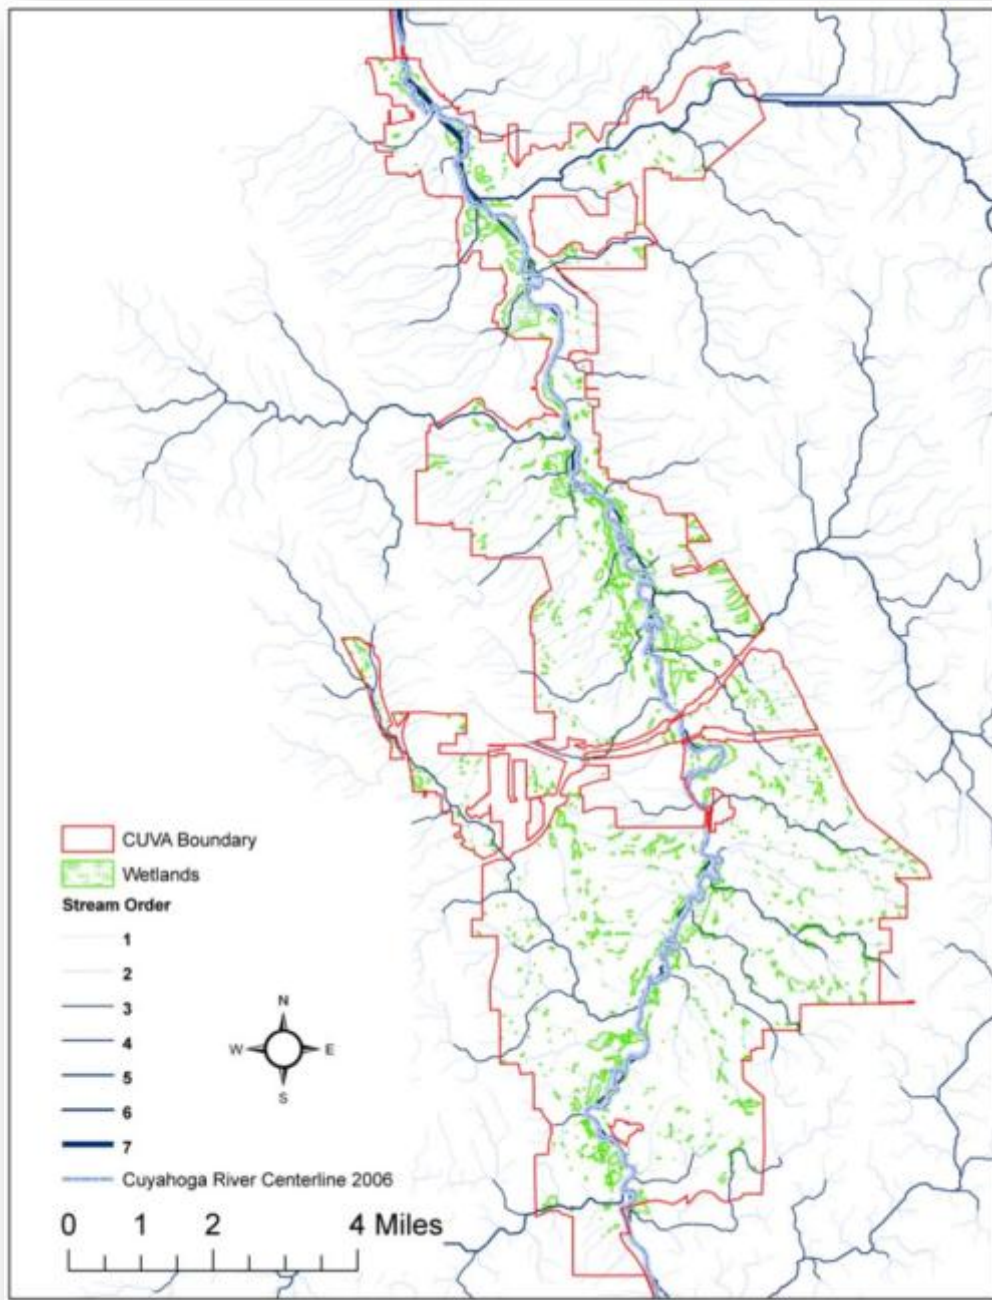 CUVA Boundary
Wetlands
Stream Order
1
2
3
4
5
6
7
Cuyahoga River Centerline 2006
N
W E
S
0 1 2 4 Miles